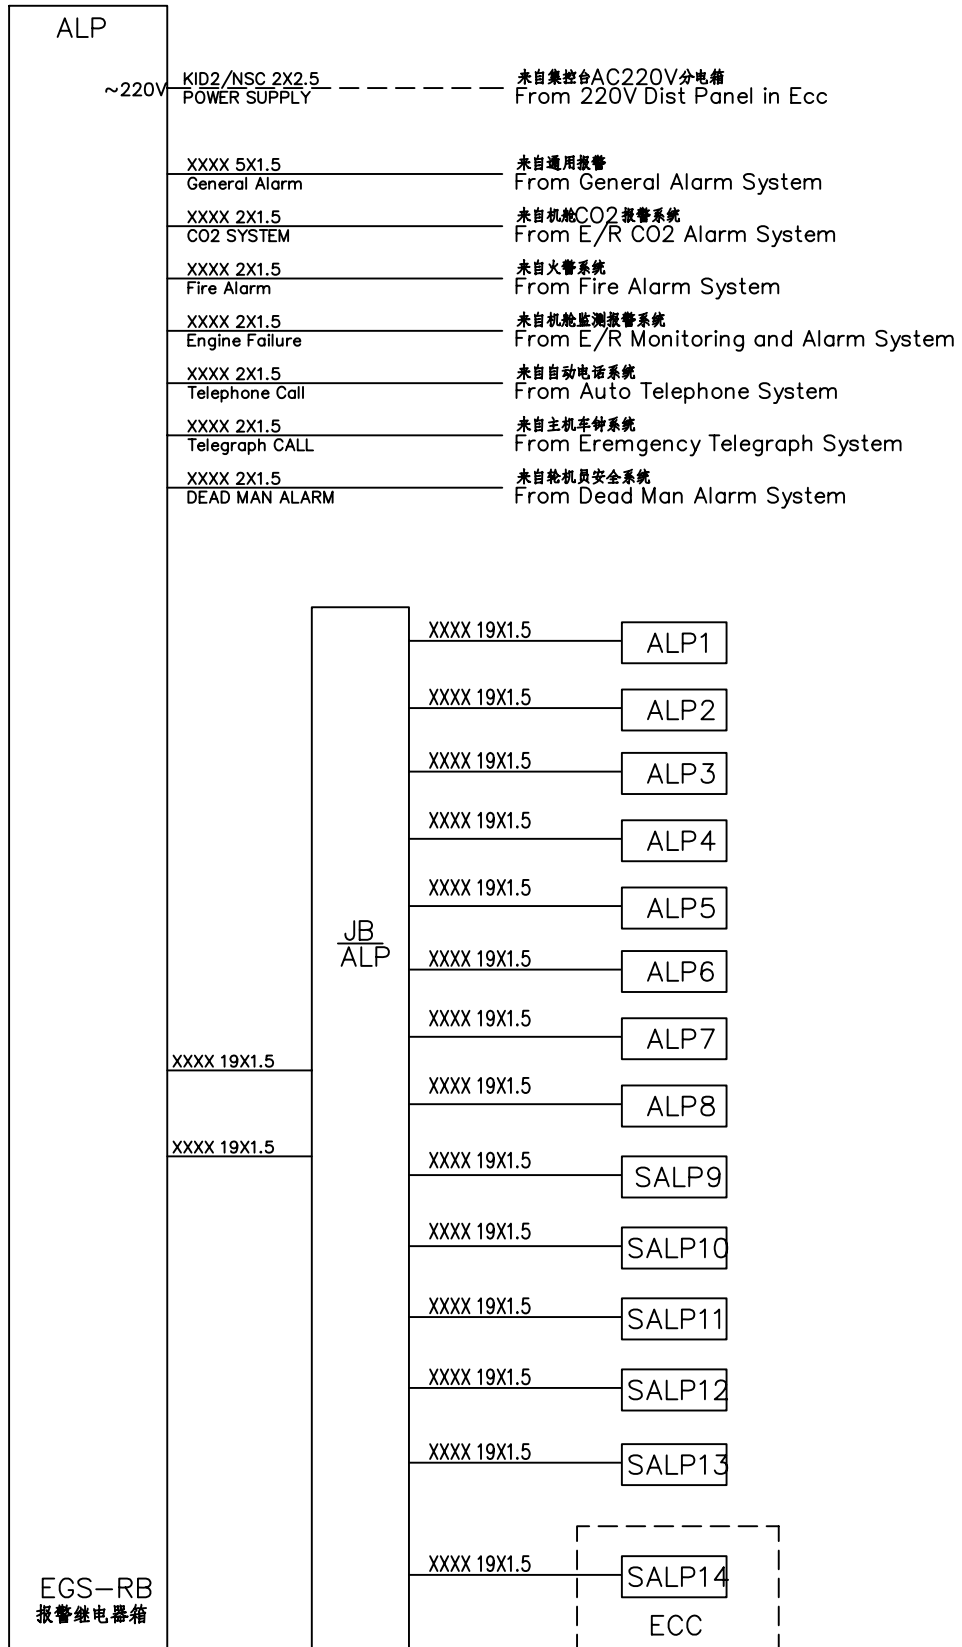 ALP
~220V
KID2/NSC 2X2.5
POWER SUPPLY
来自集控台AC220V分电箱
From 220V Dist Panel in Ecc
XXXX 5X1.5
General Alarm
来自通用报警
From General Alarm System
XXXX 2X1.5
CO2 SYSTEM
来自机舱CO2报警系统
From E/R CO2 Alarm System
XXXX 2X1.5
Fire Alarm
来自火警系统
From Fire Alarm System
XXXX 2X1.5
Engine Failure
来自机舱监测报警系统
From E/R Monitoring and Alarm System
XXXX 2X1.5
Telephone Call
来自自动电话系统
From Auto Telephone System
XXXX 2X1.5
Telegraph CALL
来自主机车钟系统
From Eremgency Telegraph System
XXXX 2X1.5
DEAD MAN ALARM
来自轮机员安全系统
From Dead Man Alarm System
XXXX 19X1.5
ALP1
XXXX 19X1.5
ALP2
XXXX 19X1.5
ALP3
XXXX 19X1.5
ALP4
XXXX 19X1.5
ALP5
JB
ALP
XXXX 19X1.5
ALP6
XXXX 19X1.5
ALP7
XXXX 19X1.5
XXXX 19X1.5
ALP8
XXXX 19X1.5
XXXX 19X1.5
SALP9
XXXX 19X1.5
SALP10
XXXX 19X1.5
SALP11
XXXX 19X1.5
SALP12
XXXX 19X1.5
SALP13
XXXX 19X1.5
SALP14
ECC
EGS-RB
报警继电器箱